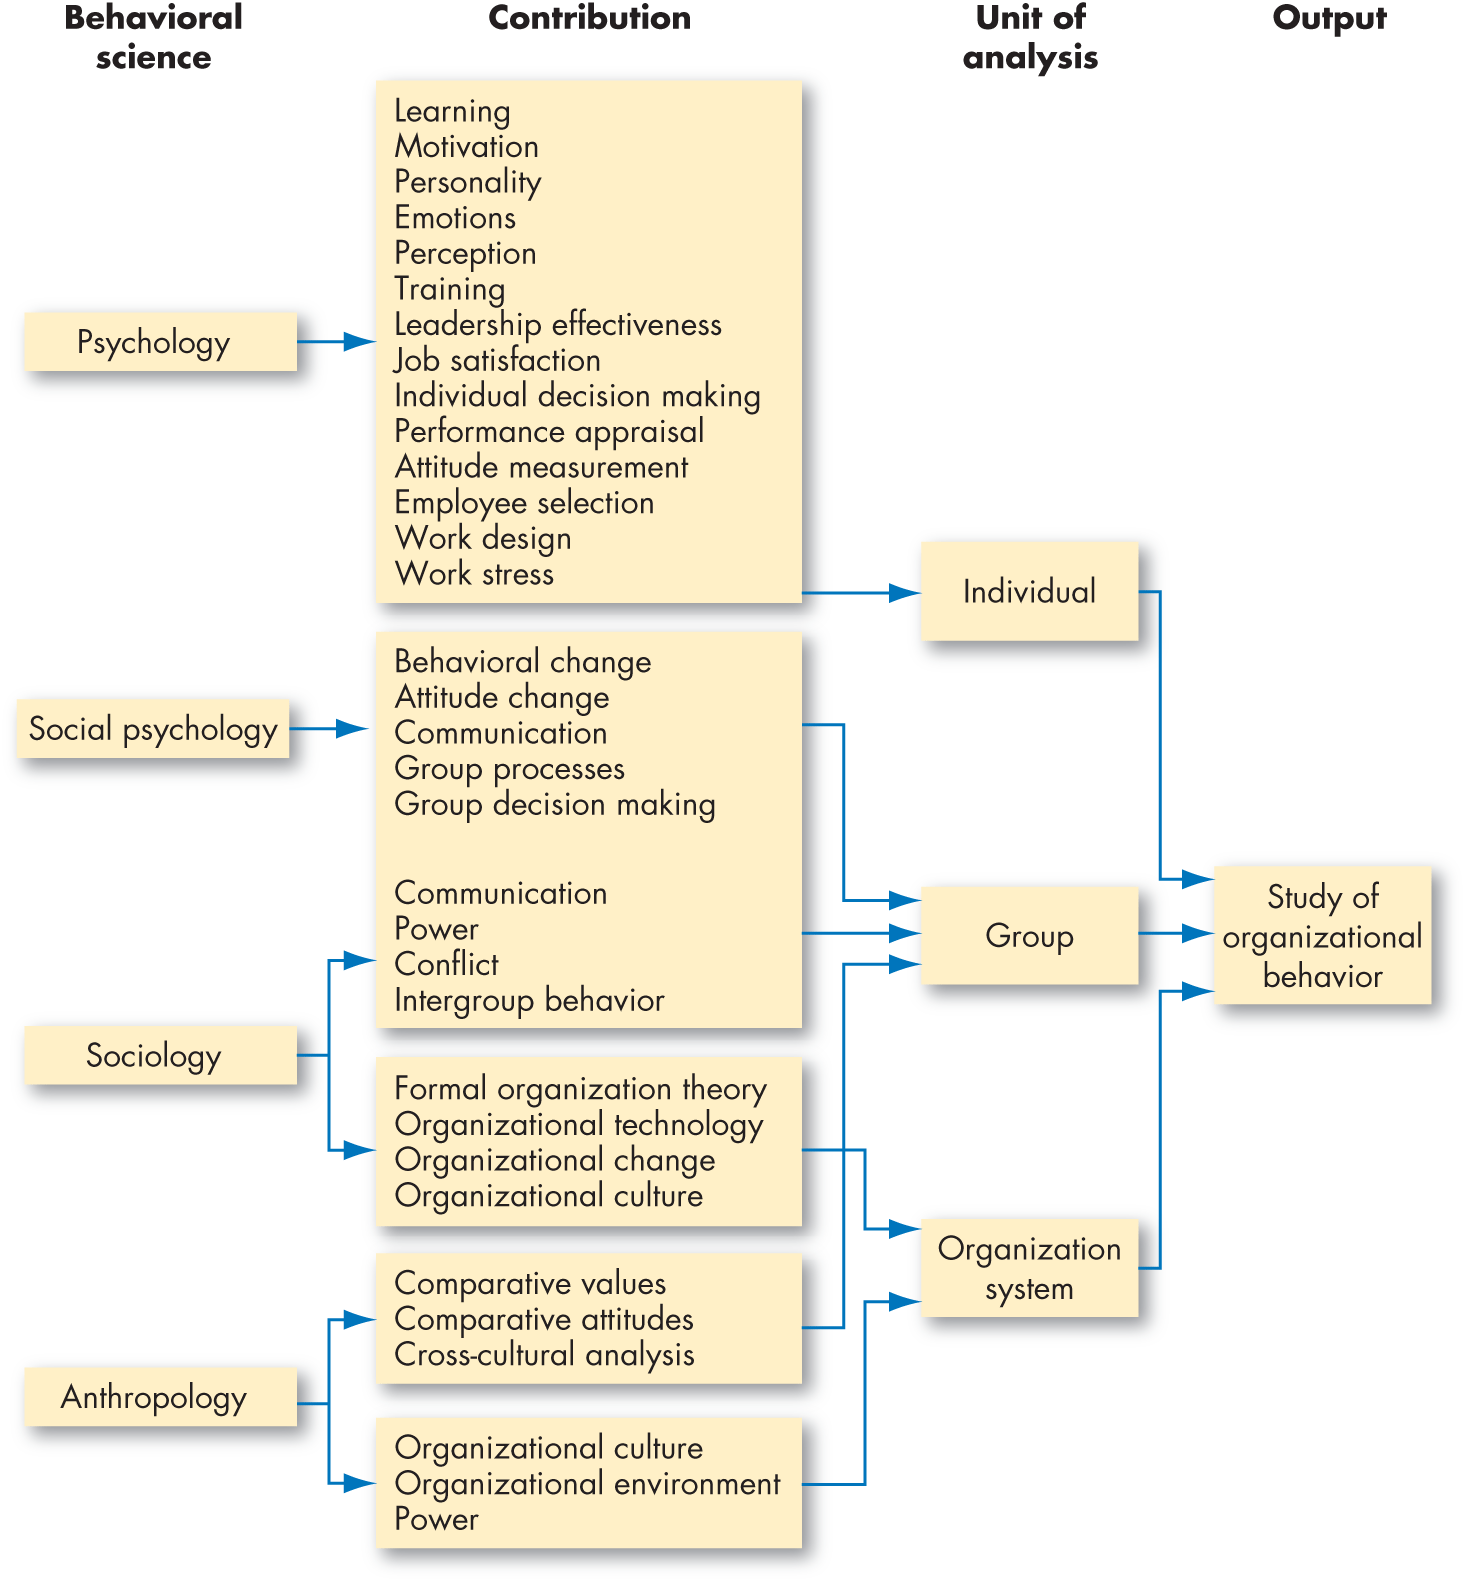 Behavioral
science
Contribution
Unit of
analysis
Output
Psychology
Learning
Motivation
Personality
Emotions
Perception
Training
Leadership effectiveness
Job satisfaction
Individual decision making
Performance appraisal
Attitude measurement
Employee selection
Work design
Work stress
Individual
Social psychology
Behavioral change
Attitude change
Communication
Group processes
Group decision making
Communication
Power
Conflict
Intergroup behavior
Group
Study of
organizational
behavior
Sociology
Formal organization theory
Organizational technology
Organizational change
Organizational culture
Organization
system
Anthropology
Comparative values
Comparative attitudes
Cross-cultural analysis
Organizational culture
Organizational environment
Power